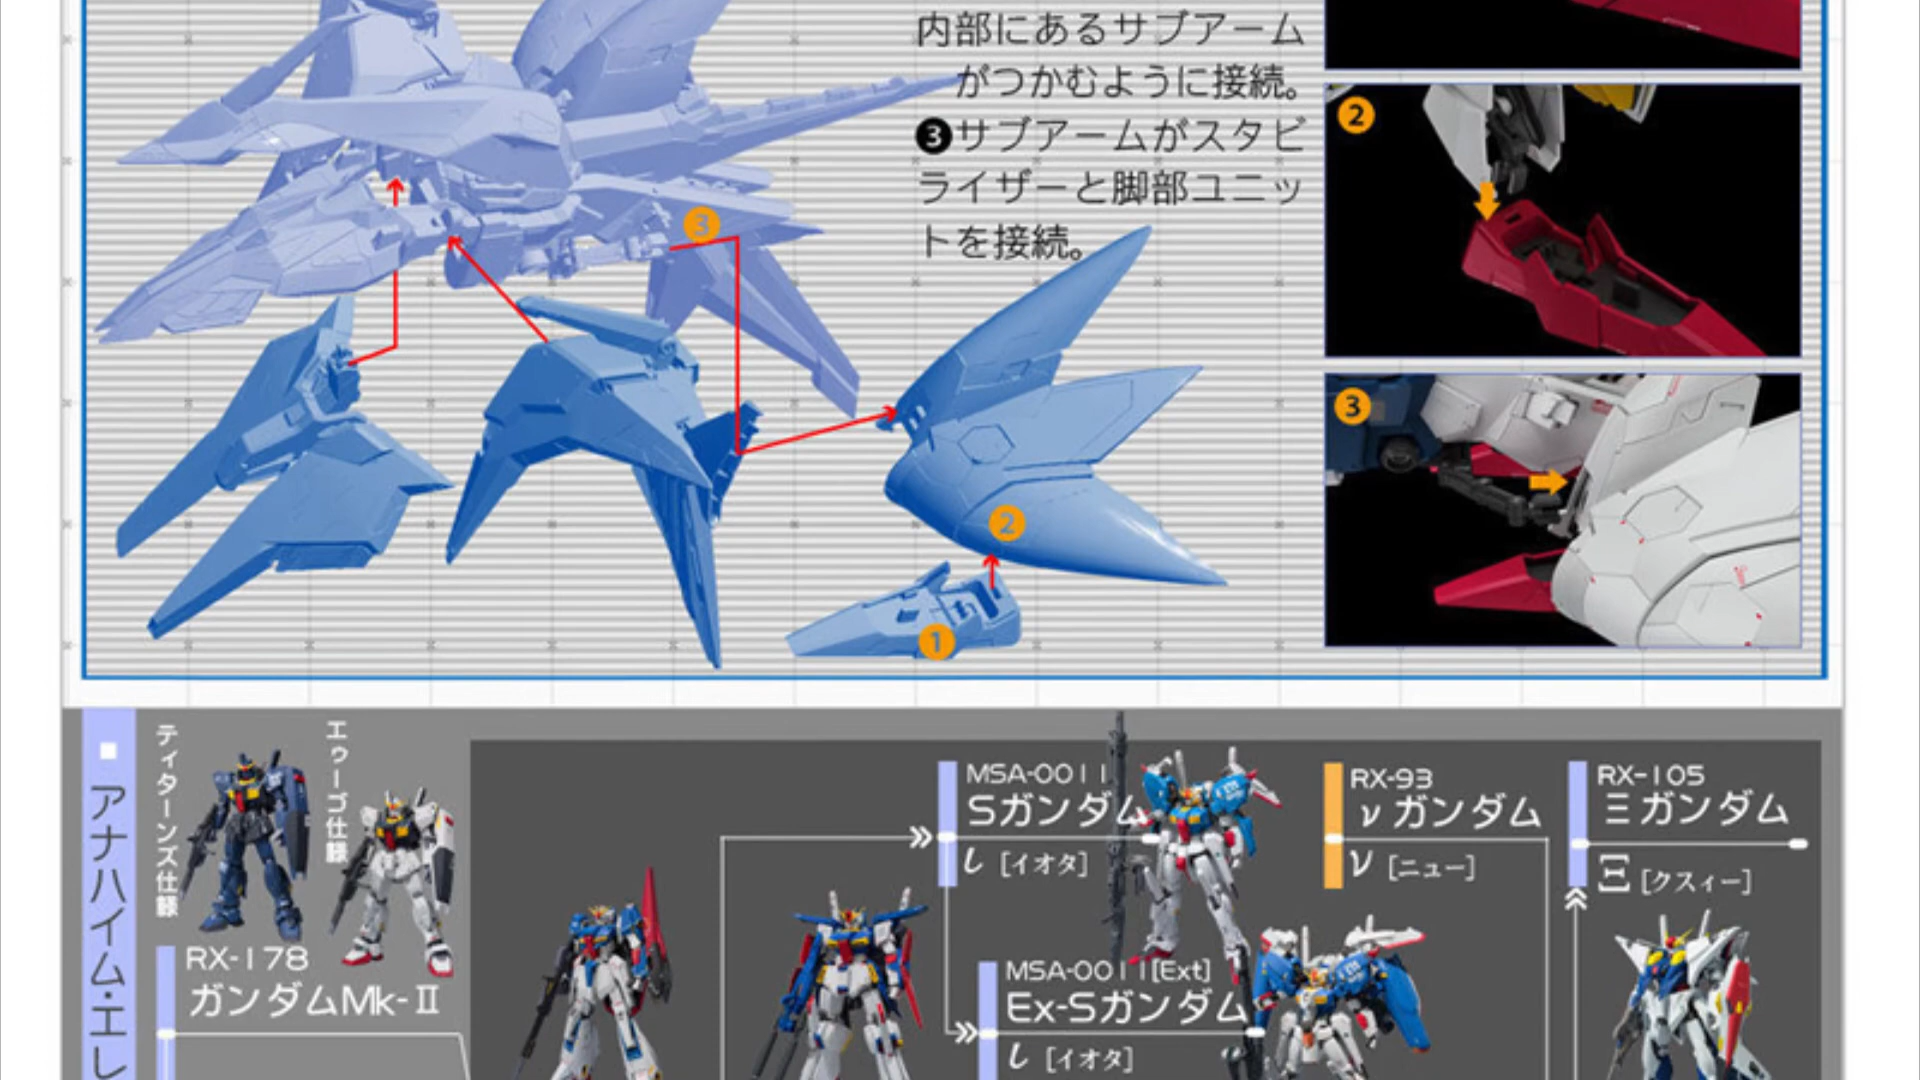 内部にあるサブアーム
がつかむように接続。
❸サブアームがスタビ
ライザーと脚部ユニッ
トを接続。
2
3
3
2
1
ティターンズ仕様
エゥーゴ仕様
■アナハイム・エレ
RX-178
ガンダムMk-Ⅱ
MSA-0011
Sガンダム
ι [イオタ]
MSA-0011[Ext]
Ex-Sガンダム
ι [イオタ]
RX-93
νガンダム
ν [ニュー]
RX-105
Ξガンダム
Ξ [クスィー]